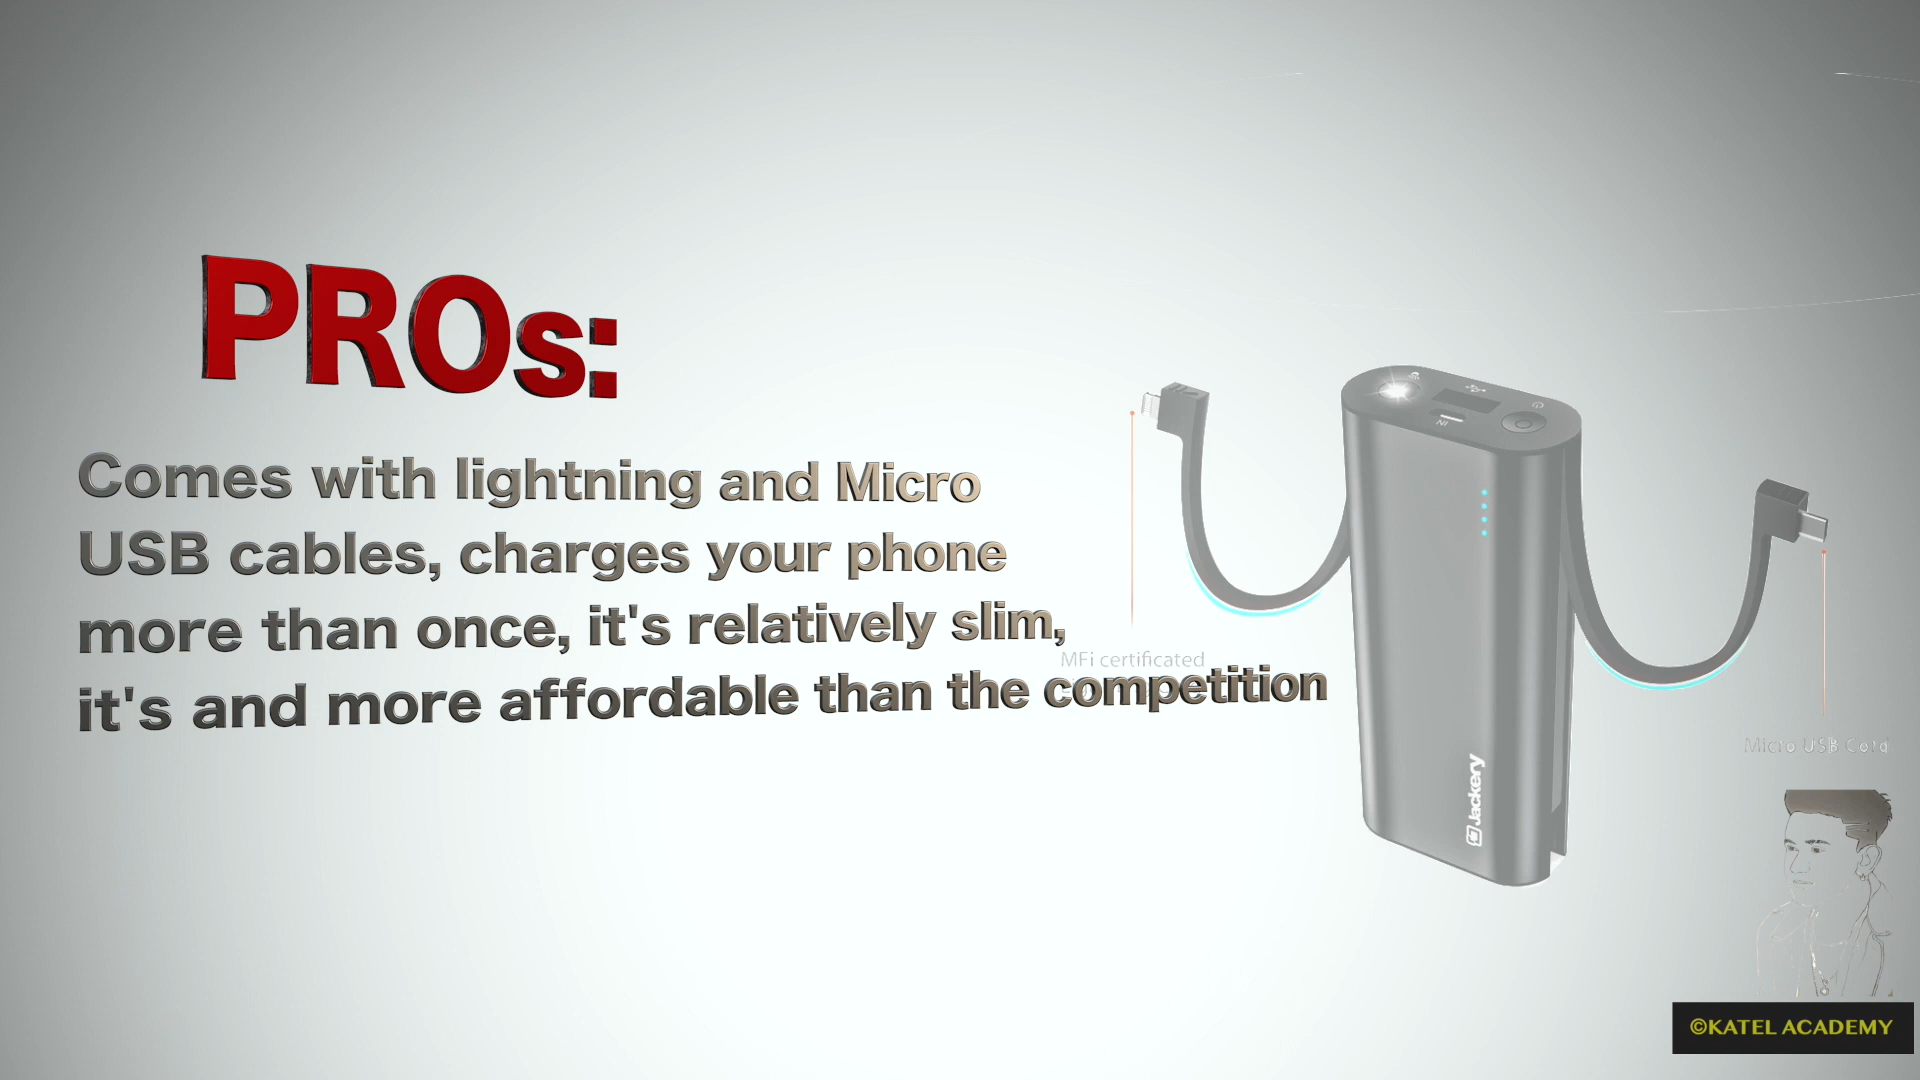 PROs:
Comes with lightning and Micro
USB cables, charges your phone
more than once, it's relatively slim,
it's and more affordable than the competition
MFi certificated
IN
Jackery
Micro USB Cord
©KATEL ACADEMY